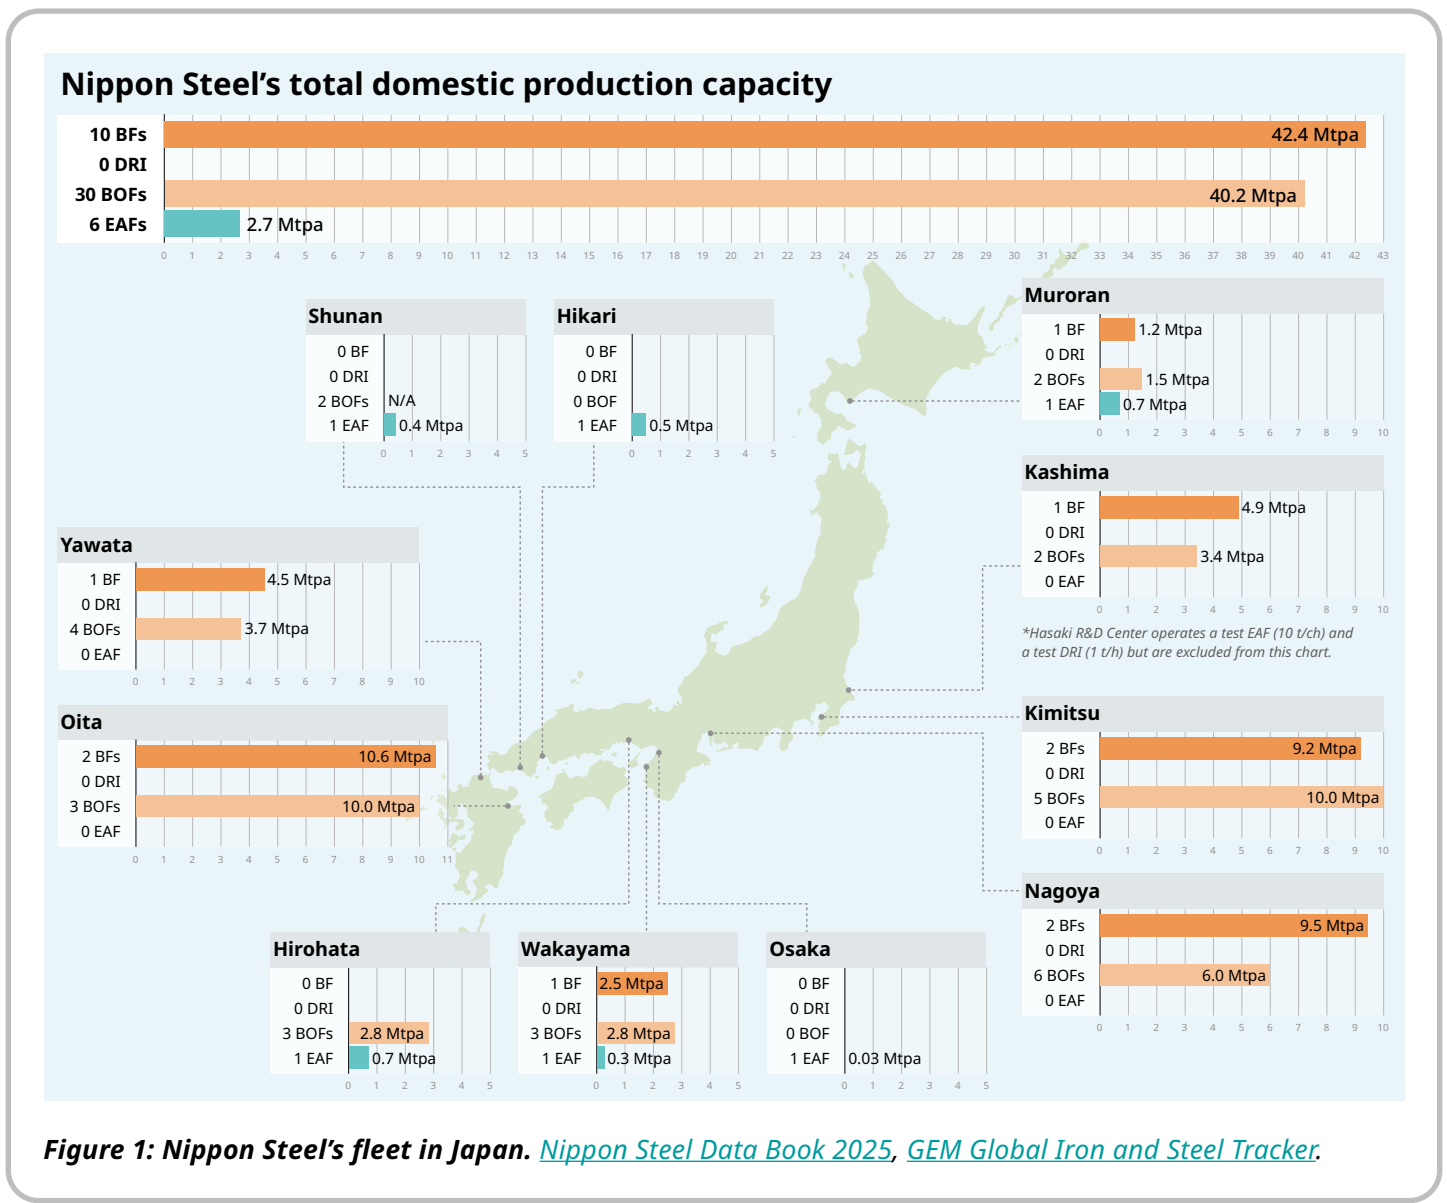 Nippon Steel’s total domestic production capacity
10 BFs 42.4 Mtpa
0 DRI
30 BOFs 40.2 Mtpa
6 EAFs 2.7 Mtpa
0 1 2 3 4 5 6 7 8 9 10 11 12 13 14 15 16 17 18 19 20 21 22 23 24 25 26 27 28 29 30 31 32 33 34 35 36 37 38 39 40 41 42 43
Shunan
0 BF
0 DRI
2 BOFs N/A
1 EAF 0.4 Mtpa
0 1 2 3 4 5
Hikari
0 BF
0 DRI
0 BOF
1 EAF 0.5 Mtpa
0 1 2 3 4 5
Muroran
1 BF 1.2 Mtpa
0 DRI
2 BOFs 1.5 Mtpa
1 EAF 0.7 Mtpa
0 1 2 3 4 5 6 7 8 9 10
Kashima
1 BF 4.9 Mtpa
0 DRI
2 BOFs 3.4 Mtpa
0 EAF
0 1 2 3 4 5 6 7 8 9 10
*Hasaki R&D Center operates a test EAF (10 t/ch) and
a test DRI (1 t/h) but are excluded from this chart.
Yawata
1 BF 4.5 Mtpa
0 DRI
4 BOFs 3.7 Mtpa
0 EAF
0 1 2 3 4 5 6 7 8 9 10
Oita
2 BFs 10.6 Mtpa
0 DRI
3 BOFs 10.0 Mtpa
0 EAF
0 1 2 3 4 5 6 7 8 9 10 11
Kimitsu
2 BFs 9.2 Mtpa
0 DRI
5 BOFs 10.0 Mtpa
0 EAF
0 1 2 3 4 5 6 7 8 9 10
Nagoya
2 BFs 9.5 Mtpa
0 DRI
6 BOFs 6.0 Mtpa
0 EAF
0 1 2 3 4 5 6 7 8 9 10
Hirohata
0 BF
0 DRI
3 BOFs 2.8 Mtpa
1 EAF 0.7 Mtpa
0 1 2 3 4 5
Wakayama
1 BF 2.5 Mtpa
0 DRI
3 BOFs 2.8 Mtpa
1 EAF 0.3 Mtpa
0 1 2 3 4 5
Osaka
0 BF
0 DRI
0 BOF
1 EAF 0.03 Mtpa
0 1 2 3 4 5
Figure 1: Nippon Steel’s fleet in Japan. Nippon Steel Data Book 2025, GEM Global Iron and Steel Tracker.